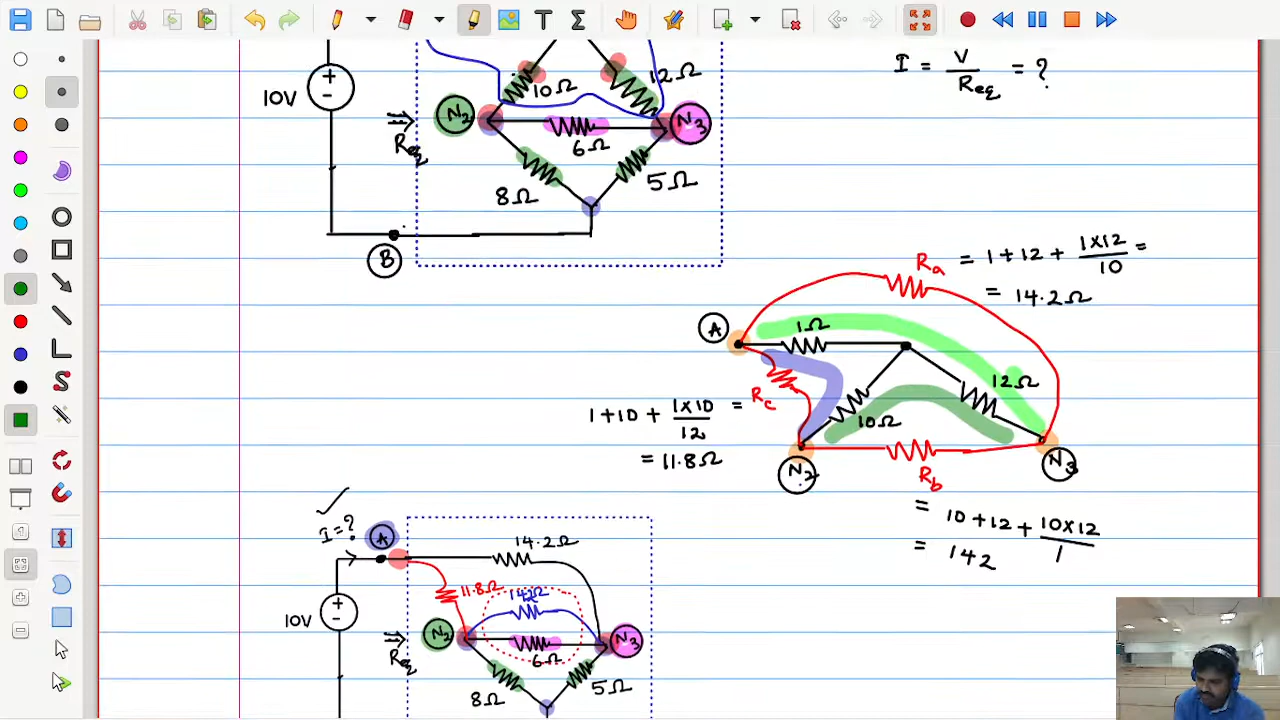 I = V/Req = ?
10V
10Ω
12Ω
N2
N3
Req
6Ω
8Ω
5Ω
B
Ra = 1+12+ 1×12/10 =
= 14.2Ω
A
1Ω
12Ω
Rc
1+10+ 1×10/12 =
= 11.8Ω
10Ω
N2
N3
Rb
= 10+12+ 10×12/1
= 142
I=?
A
14.2Ω
11.8Ω
142Ω
10V
N2
N3
Req
6Ω
8Ω
5Ω